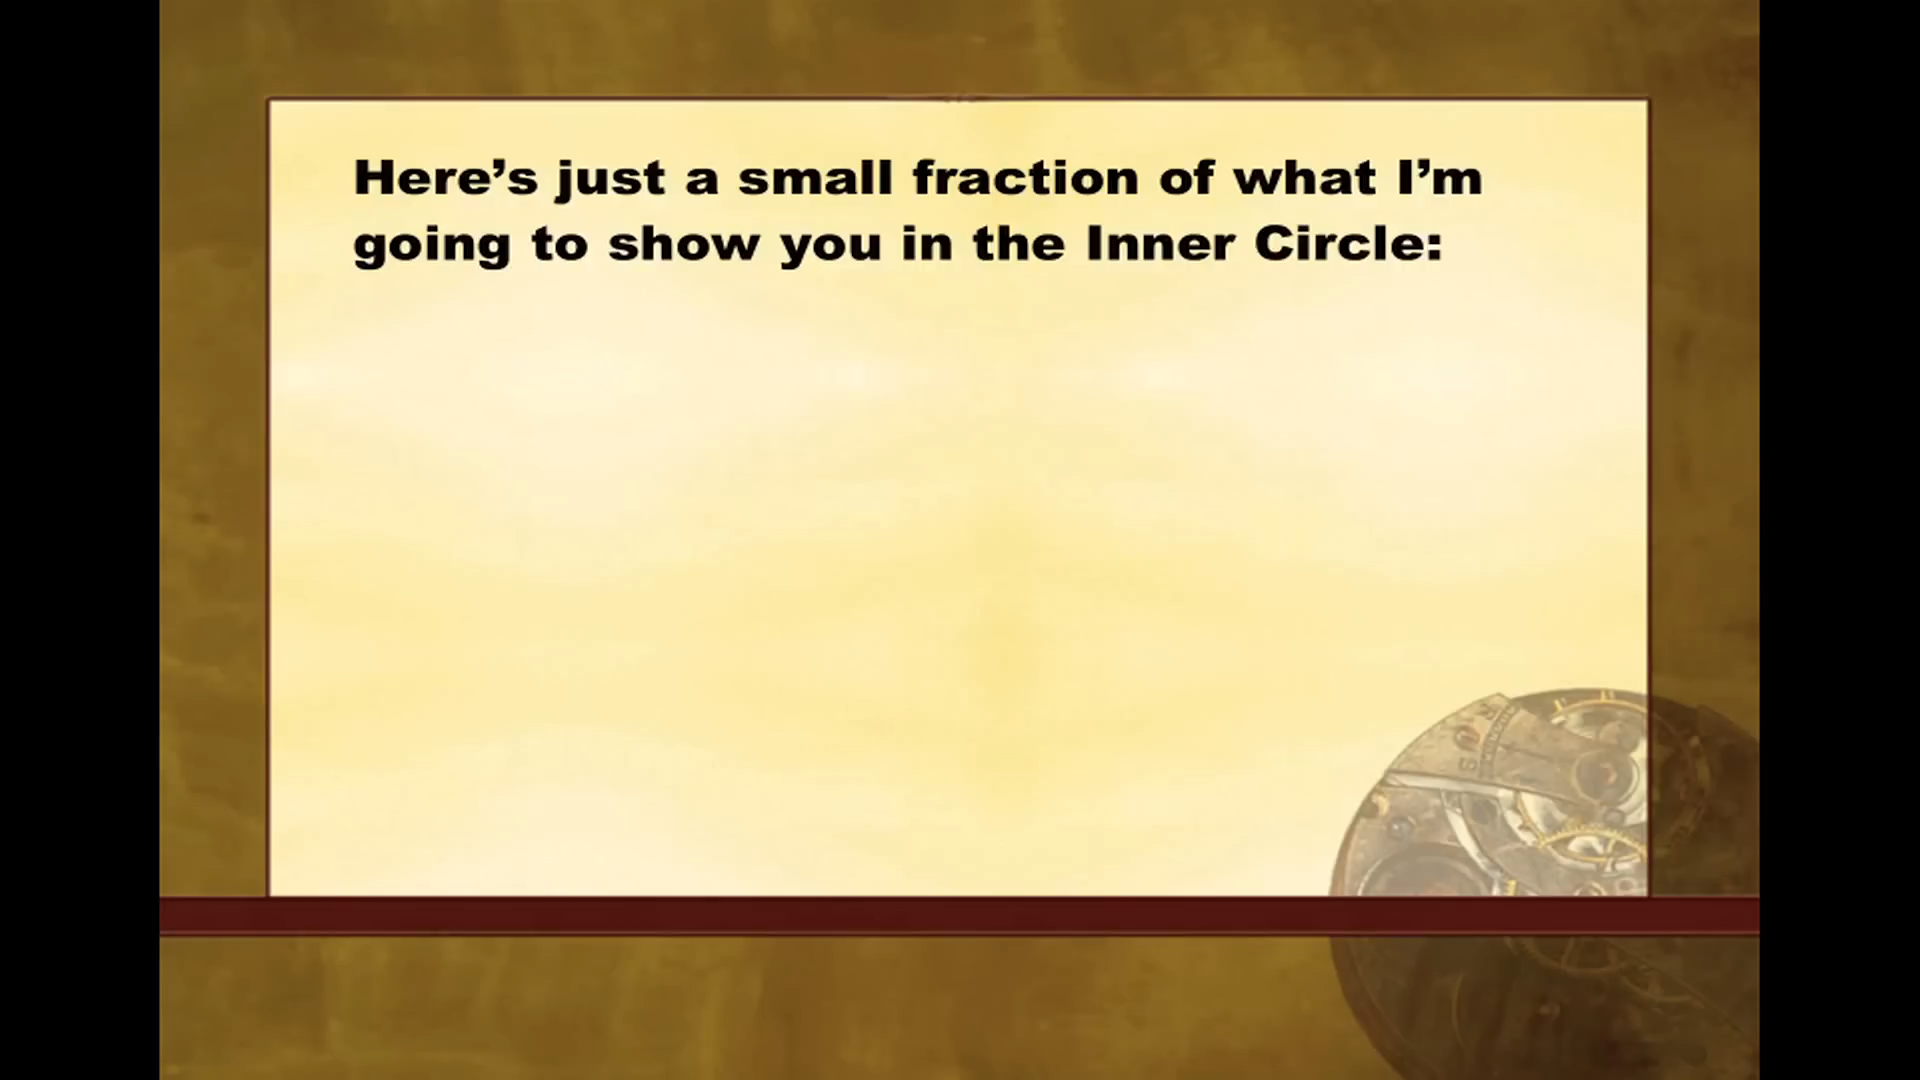 Here’s just a small fraction of what I’m
going to show you in the Inner Circle: